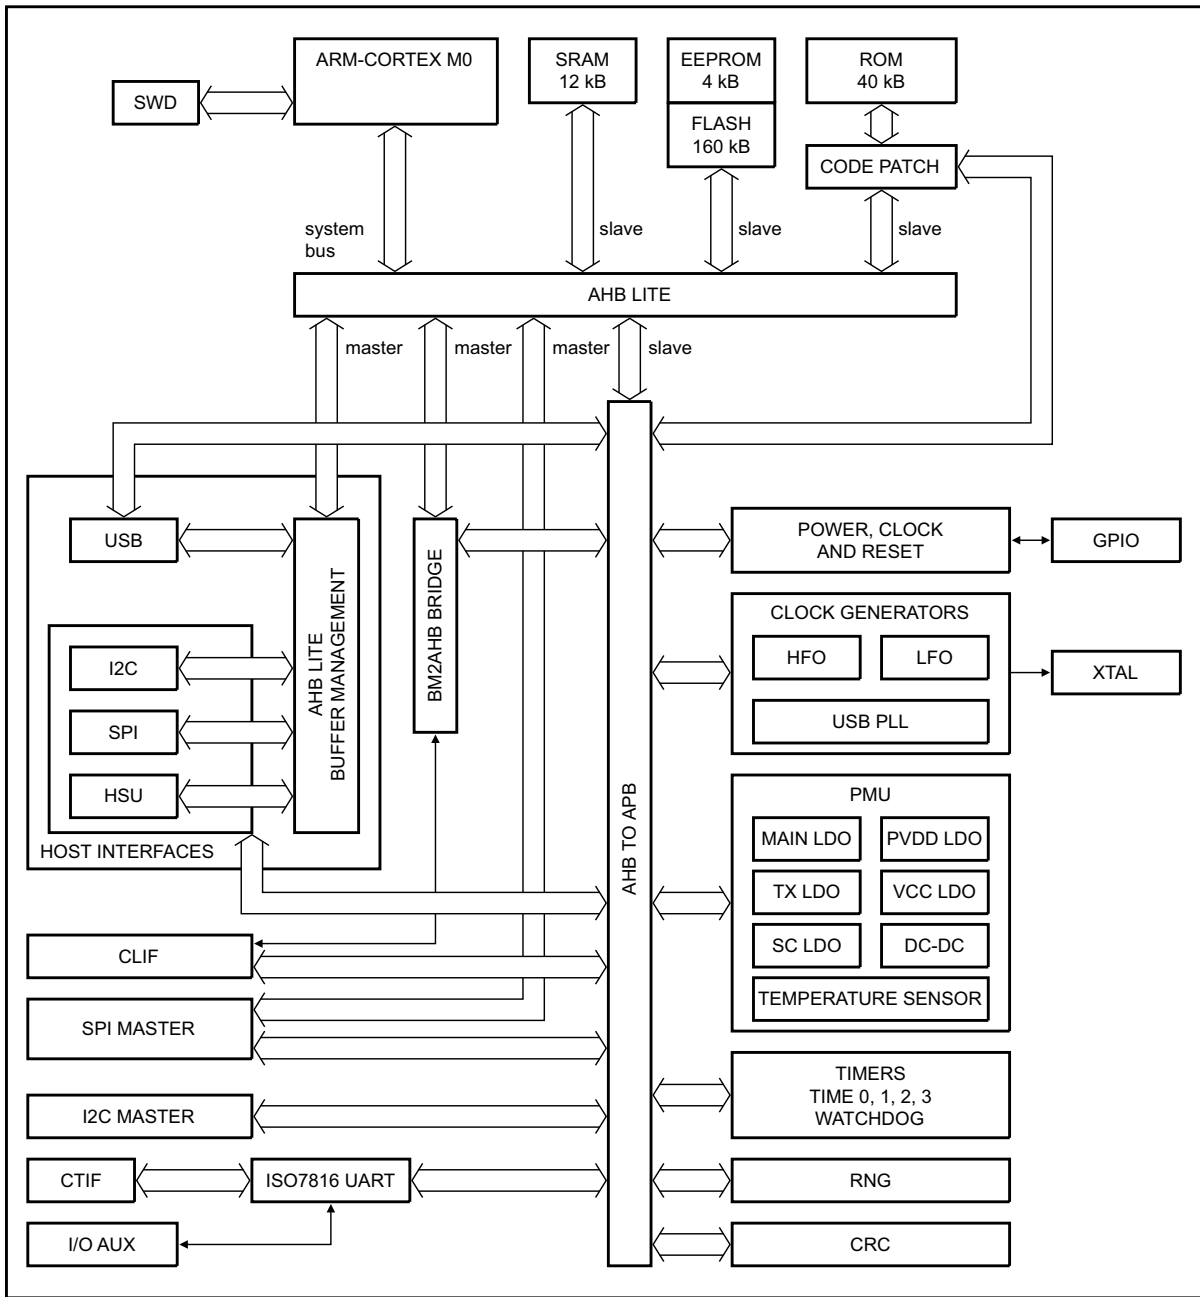 ARM-CORTEX M0
SRAM
12 kB
EEPROM
4 kB
ROM
40 kB
SWD
FLASH
160 kB
CODE PATCH
system
bus
slave
slave
slave
AHB LITE
master
master
master
slave
USB
AHB LITE
BUFFER MANAGEMENT
BM2AHB BRIDGE
POWER, CLOCK
AND RESET
GPIO
CLOCK GENERATORS
HFO
LFO
XTAL
USB PLL
I2C
SPI
HSU
HOST INTERFACES
AHB TO APB
PMU
MAIN LDO
PVDD LDO
TX LDO
VCC LDO
SC LDO
DC-DC
TEMPERATURE SENSOR
CLIF
SPI MASTER
I2C MASTER
TIMERS
TIME 0, 1, 2, 3
WATCHDOG
CTIF
ISO7816 UART
RNG
I/O AUX
CRC